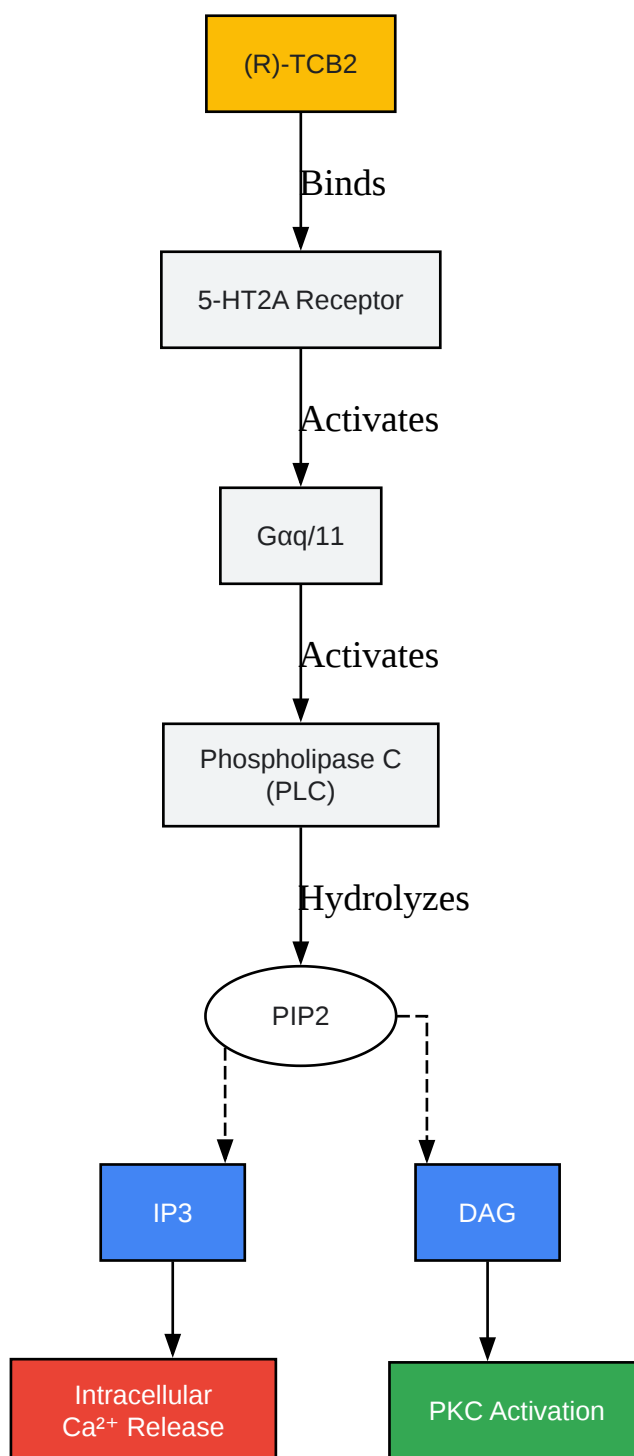 (R)-TCB2
Binds
5-HT2A Receptor
Activates
Gαq/11
Activates
Phospholipase C
(PLC)
Hydrolyzes
PIP2
IP3
DAG
Intracellular
Ca²⁺ Release
PKC Activation